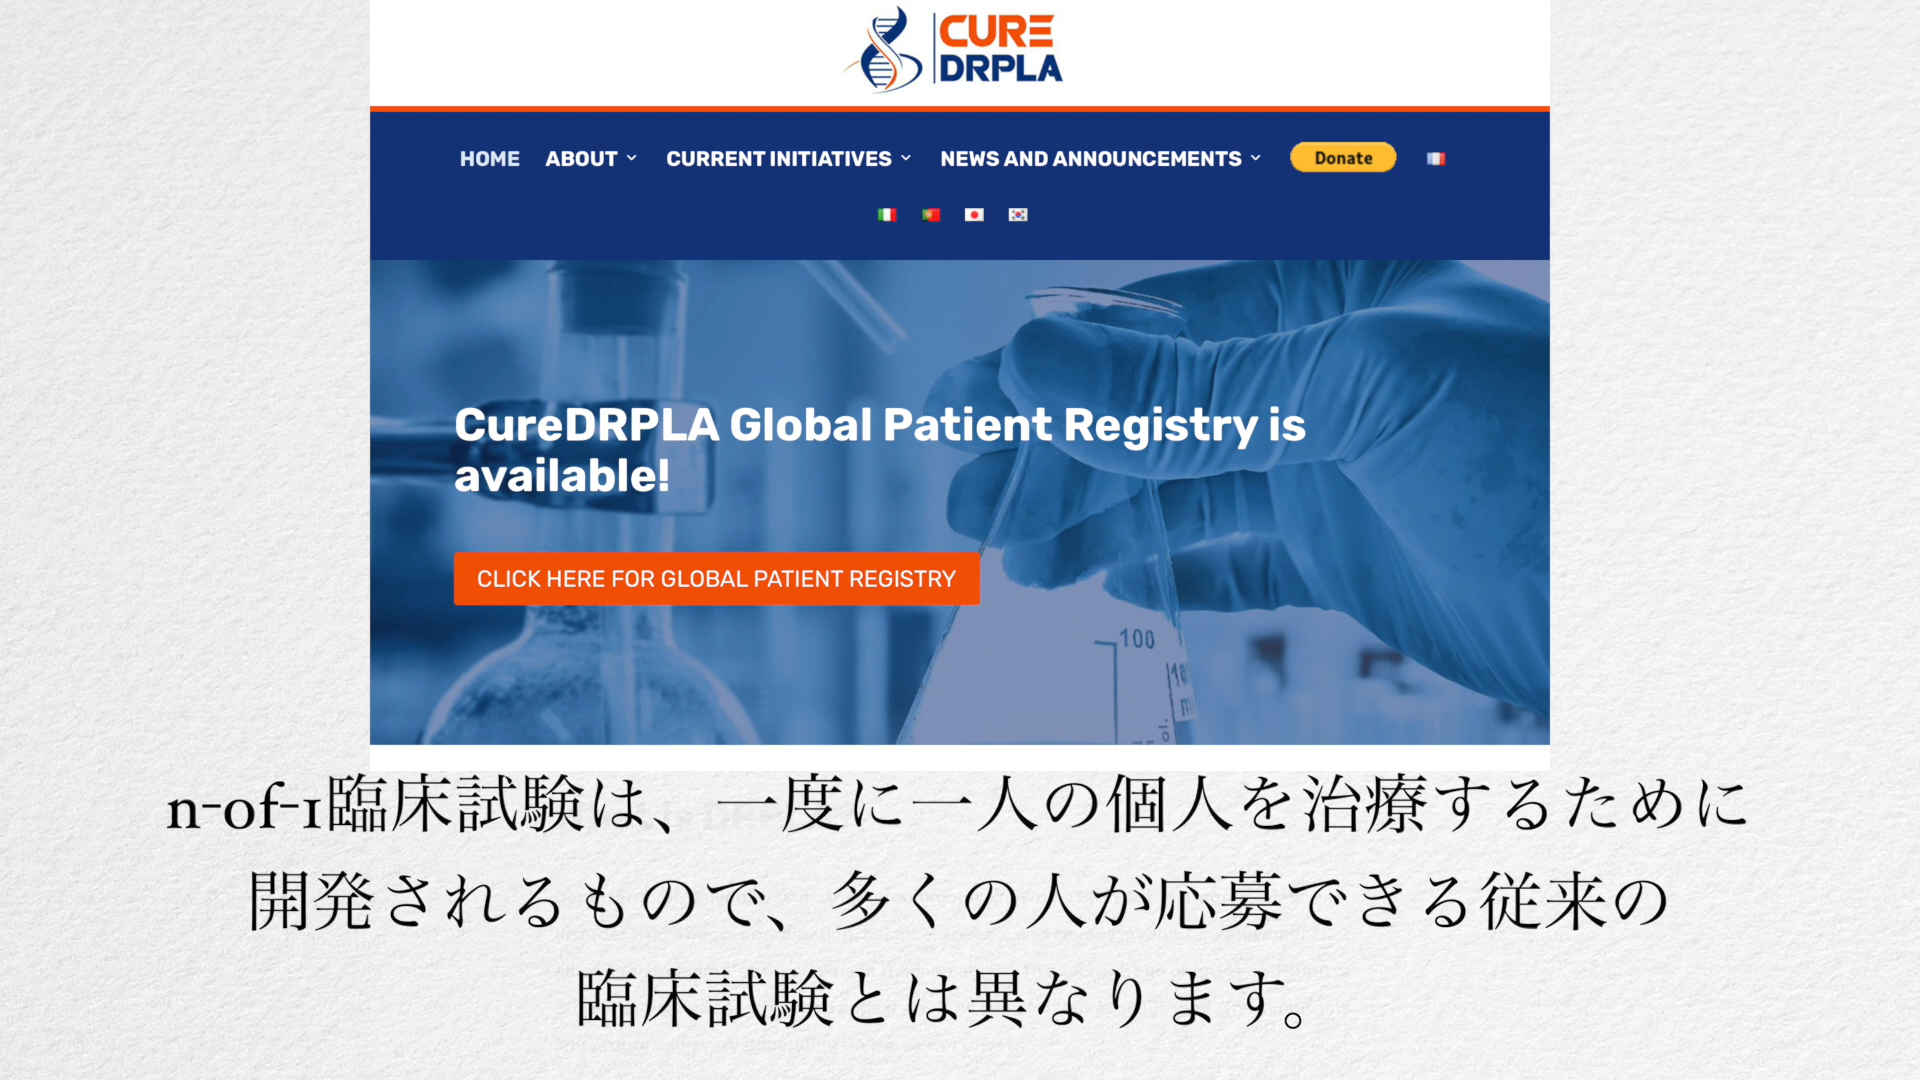 CURE
DRPLA
HOME ABOUT CURRENT INITIATIVES NEWS AND ANNOUNCEMENTS Donate
CureDRPLA Global Patient Registry is
available!
CLICK HERE FOR GLOBAL PATIENT REGISTRY
100
n-of-1臨床試験は、一度に一人の個人を治療するために
開発されるもので、多くの人が応募できる従来の
臨床試験とは異なります。